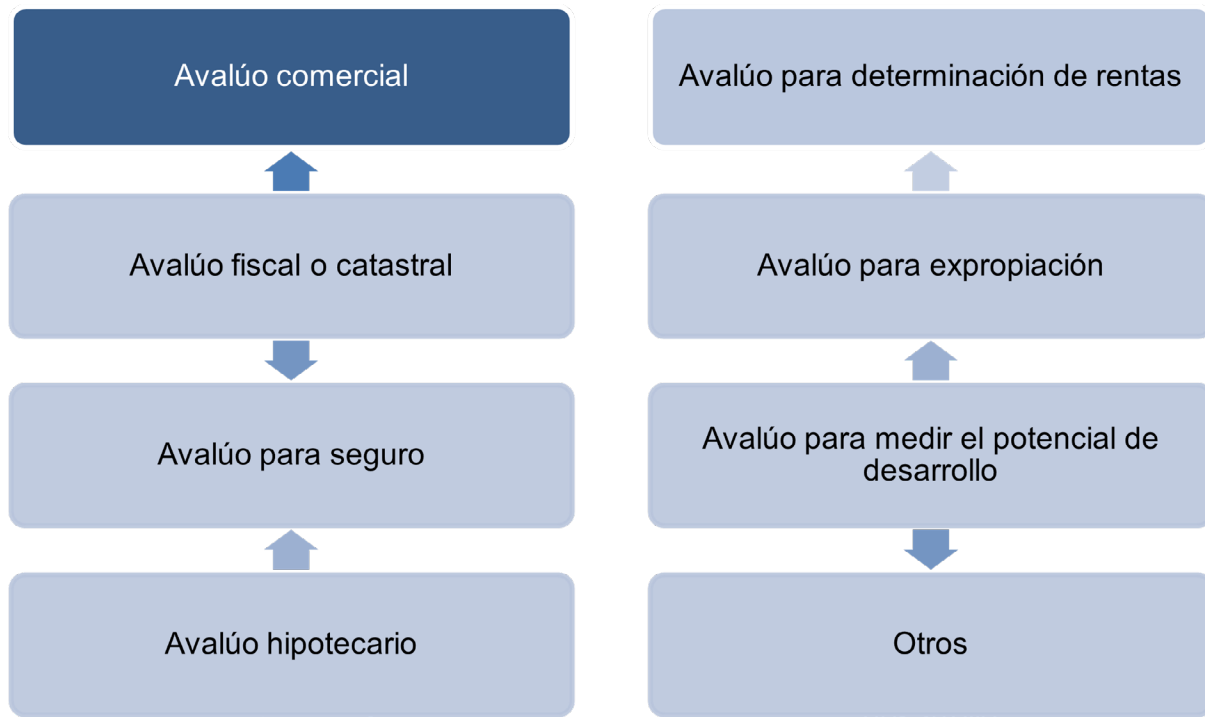 Avalúo comercial
Avalúo fiscal o catastral
Avalúo para seguro
Avalúo hipotecario
Avalúo para determinación de rentas
Avalúo para expropiación
Avalúo para medir el potencial de
desarrollo
Otros